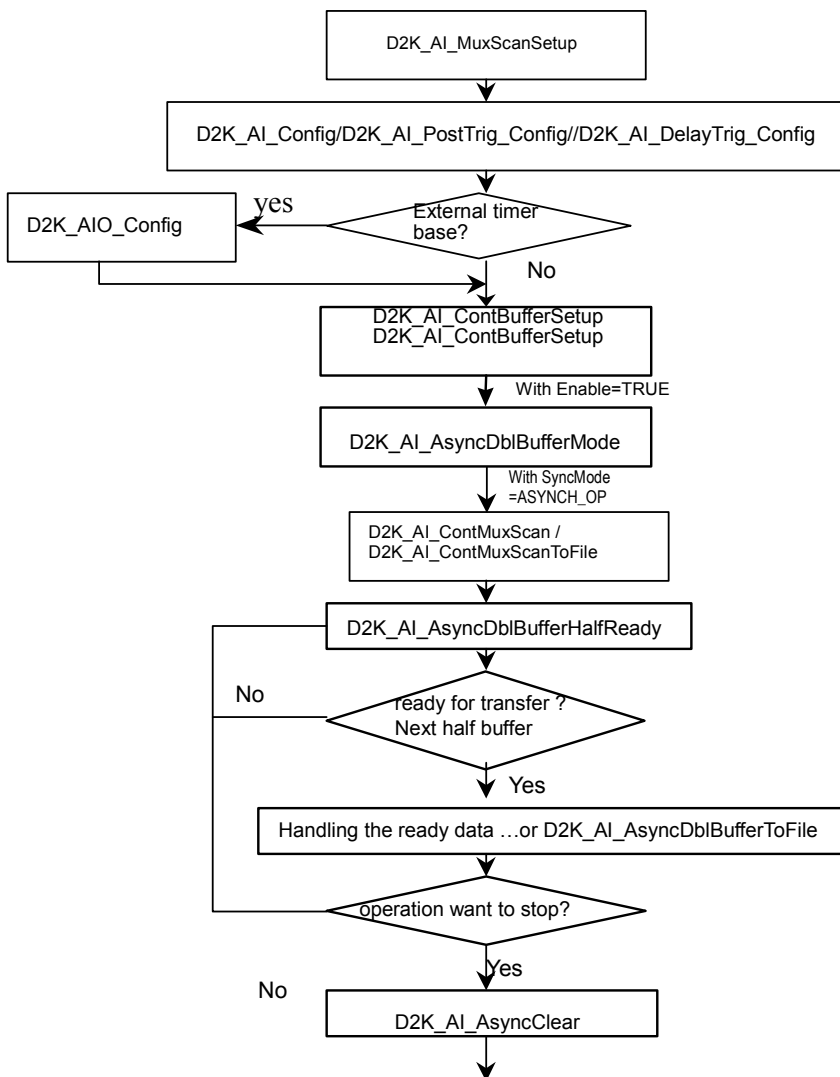 D2K_AI_MuxScanSetup
D2K_AI_Config/D2K_AI_PostTrig_Config//D2K_AI_DelayTrig_Config
yes
External timer
base?
D2K_AIO_Config
No
D2K_AI_ContBufferSetup
D2K_AI_ContBufferSetup
With Enable=TRUE
D2K_AI_AsyncDblBufferMode
With SyncMode
=ASYNCH_OP
D2K_AI_ContMuxScan /
D2K_AI_ContMuxScanToFile
D2K_AI_AsyncDblBufferHalfReady
No
ready for transfer ?
Next half buffer
Yes
Handling the ready data …or D2K_AI_AsyncDblBufferToFile
operation want to stop?
Yes
No
D2K_AI_AsyncClear